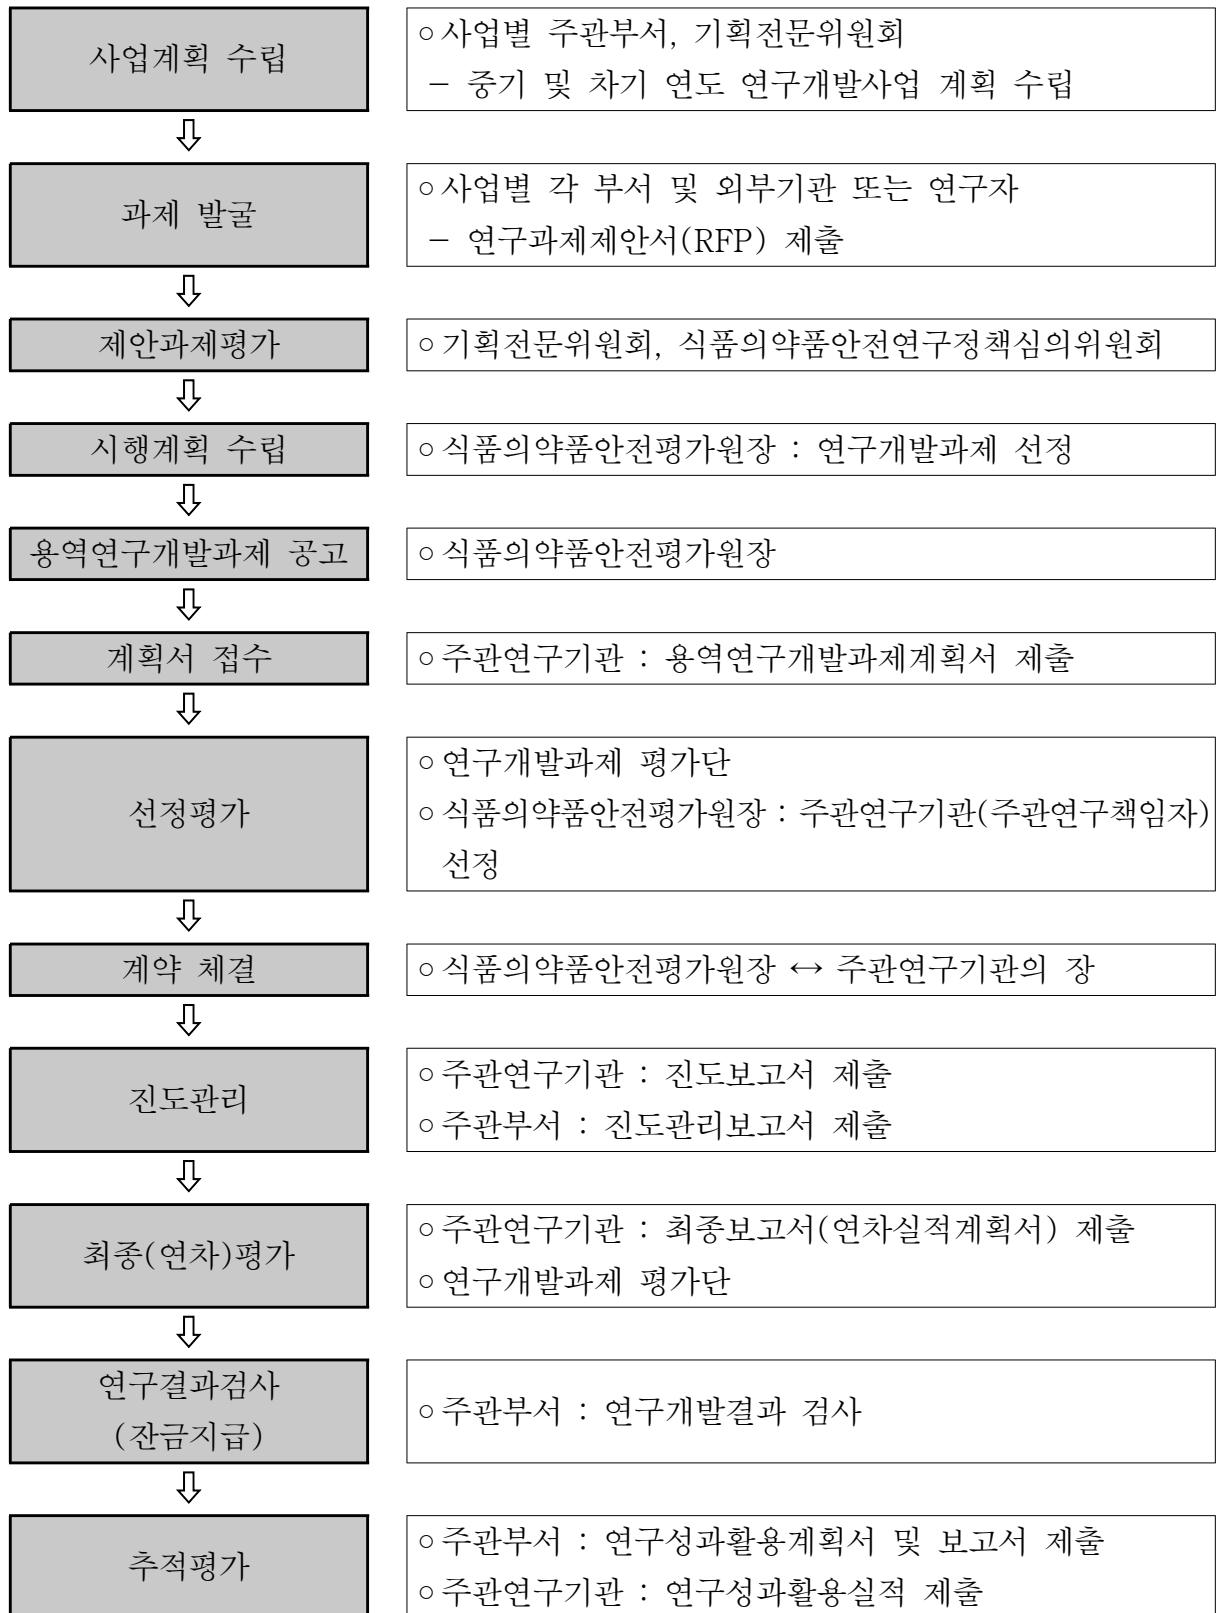 사업계획 수립
○사업별 주관부서, 기획전문위원회
- 중기 및 차기 연도 연구개발사업 계획 수립
과제 발굴
○사업별 각 부서 및 외부기관 또는 연구자
- 연구과제제안서(RFP) 제출
제안과제평가
○기획전문위원회, 식품의약품안전연구정책심의위원회
시행계획 수립
○식품의약품안전평가원장 : 연구개발과제 선정
용역연구개발과제 공고
○식품의약품안전평가원장
계획서 접수
○주관연구기관 : 용역연구개발과제계획서 제출
선정평가
○연구개발과제 평가단
○식품의약품안전평가원장 : 주관연구기관(주관연구책임자)
선정
계약 체결
○식품의약품안전평가원장 ↔ 주관연구기관의 장
진도관리
○주관연구기관 : 진도보고서 제출
○주관부서 : 진도관리보고서 제출
최종(연차)평가
○주관연구기관 : 최종보고서(연차실적계획서) 제출
○연구개발과제 평가단
연구결과검사
(잔금지급)
○주관부서 : 연구개발결과 검사
추적평가
○주관부서 : 연구성과활용계획서 및 보고서 제출
○주관연구기관 : 연구성과활용실적 제출